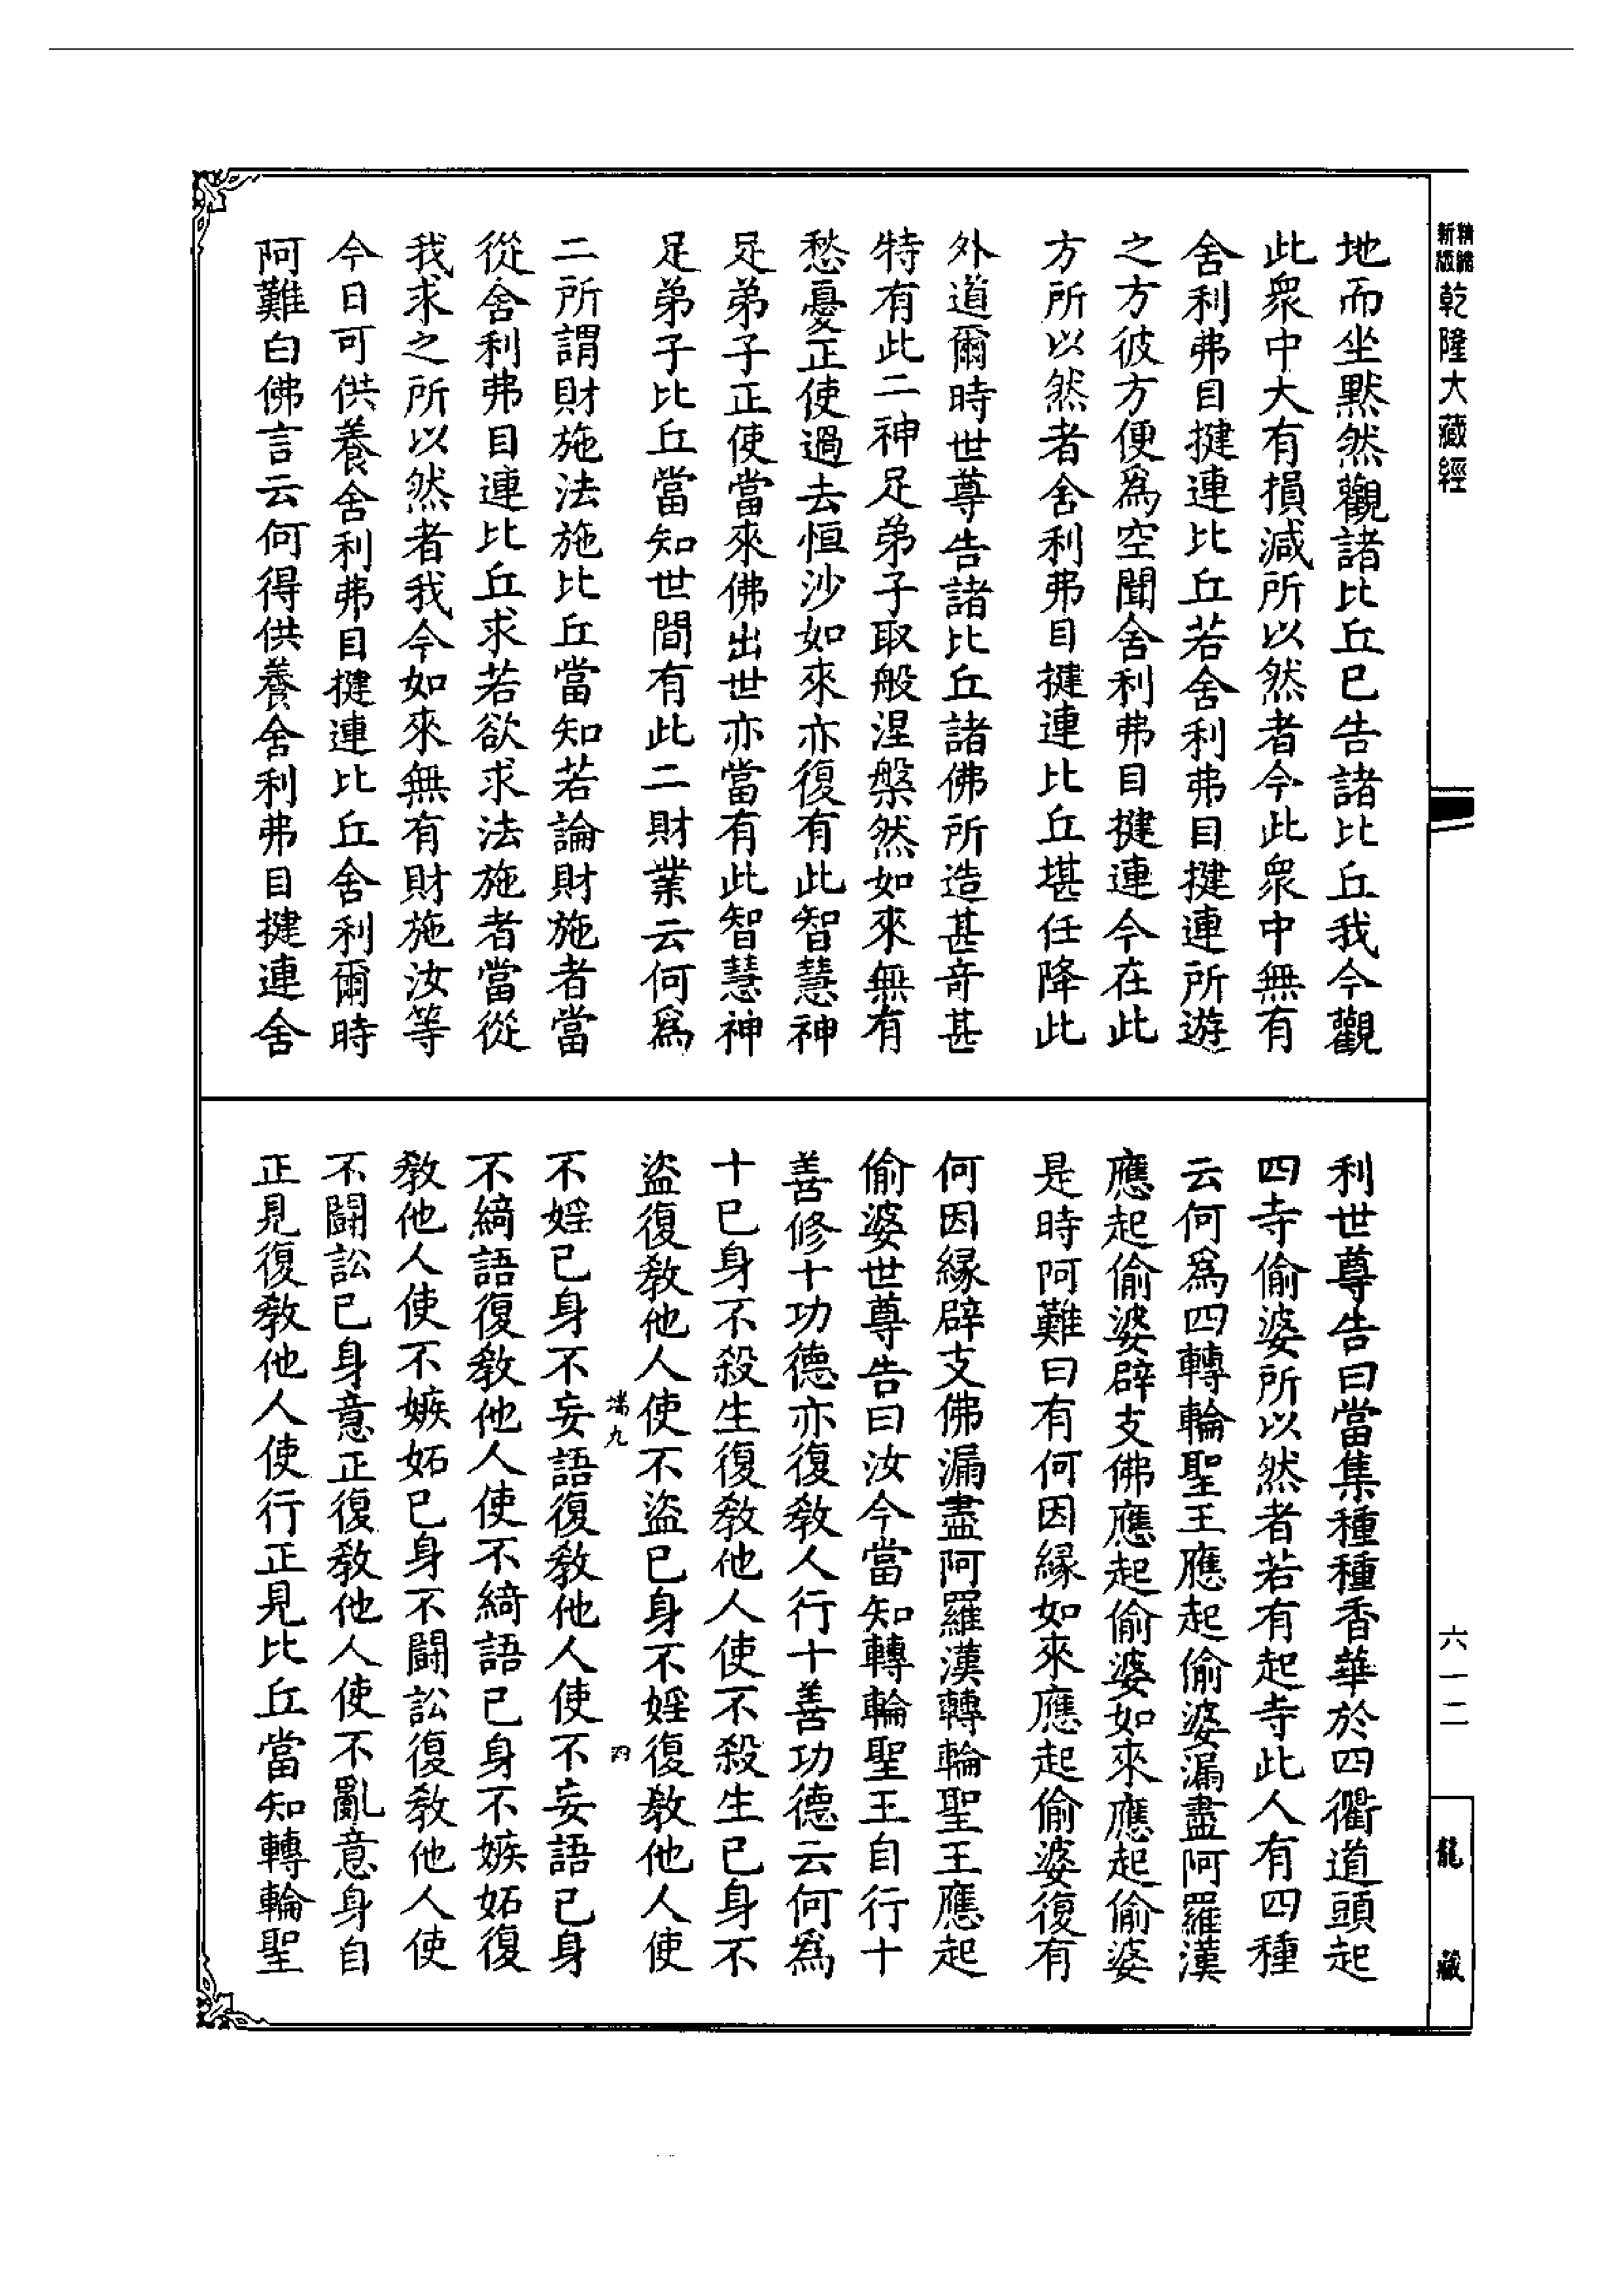 精縮
新版
乾隆大藏經
地而坐默然觀諸比丘已告諸比丘我今觀
此衆中大有損減所以然者今此衆中無有
舍利弗目揵連比丘若舍利弗目揵連所遊
之方彼方便爲空聞舍利弗目揵連今在此
方所以然者舍利弗目揵連比丘堪任降此
外道爾時世尊告諸比丘諸佛所造甚奇甚
特有此二神足弟子取般涅槃然如來無有
愁憂正使過去恒沙如來亦復有此智慧神
足弟子正使當來佛出世亦當有此智慧神
足弟子比丘當知世間有此二財業云何爲
二所謂財施法施比丘當知若論財施者當
從舍利弗目連比丘求若欲求法施者當從
我求之所以然者我今如來無有財施汝等
今日可供養舍利弗目揵連比丘舍利爾時
阿難白佛言云何得供養舍利弗目揵連舍
利世尊告曰當集種種香華於四衢道頭起
四寺偷婆所以然者若有起寺此人有四種
云何爲四轉輪聖王應起偷婆漏盡阿羅漢
應起偷婆辟支佛應起偷婆如來應起偷婆
是時阿難曰有何因緣如來應起偷婆復有
何因緣辟支佛漏盡阿羅漢轉輪聖王應起
偷婆世尊告曰汝今當知轉輪聖王自行十
善修十功德亦復教人行十善功德云何爲
十已身不殺生復教他人使不殺生已身不
盜復教他人使不盜已身不婬復教他人使
不婬已身不妄語復教他人使不妄語已身
不綺語復教他人使不綺語已身不嫉妬復
教他人使不嫉妬已身不鬪訟復教他人使
不鬪訟已身意正復教他人使不亂意身自
正見復教他人使行正見比丘當知轉輪聖
端九
六一二
龍藏